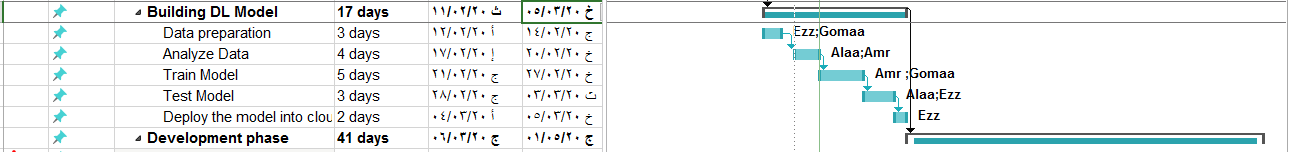 Building DL Model 17 days ث ١١/٠٢/٢٠ خ ٠٥/٠٣/٢٠
Data preparation 3 days أ ١٢/٠٢/٢٠ ج ١٤/٠٢/٢٠ Ezz;Gomaa
Analyze Data 4 days إ ١٧/٠٢/٢٠ خ ٢٠/٠٢/٢٠ Alaa;Amr
Train Model 5 days ج ٢١/٠٢/٢٠ خ ٢٧/٠٢/٢٠ Amr ;Gomaa
Test Model 3 days ج ٢٨/٠٢/٢٠ ث ٠٣/٠٣/٢٠ Alaa;Ezz
Deploy the model into clou 2 days أ ٠٤/٠٣/٢٠ خ ٠٥/٠٣/٢٠ Ezz
Development phase 41 days ج ٠٦/٠٣/٢٠ ج ٠١/٠٥/٢٠